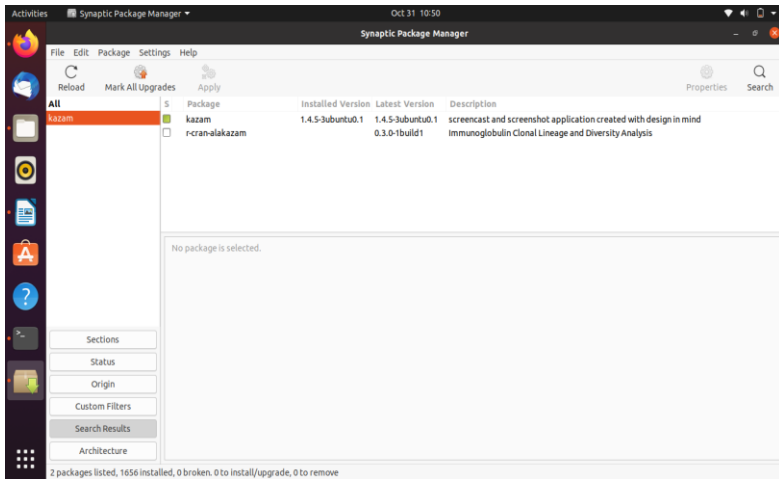 Activities Synaptic Package Manager Oct 31 10:50
Synaptic Package Manager
File Edit Package Settings Help
Reload Mark All Upgrades Apply Properties Search
All S Package Installed Version Latest Version Description
kazam kazam 1.4.5-3ubuntu0.1 1.4.5-3ubuntu0.1 screencast and screenshot application created with design in mind
r-cran-alakazam 0.3.0-1build1 Immunoglobulin Clonal Lineage and Diversity Analysis
No package is selected.
Sections
Status
Origin
Custom Filters
Search Results
Architecture
2 packages listed, 1656 installed, 0 broken. 0 to install/upgrade, 0 to remove